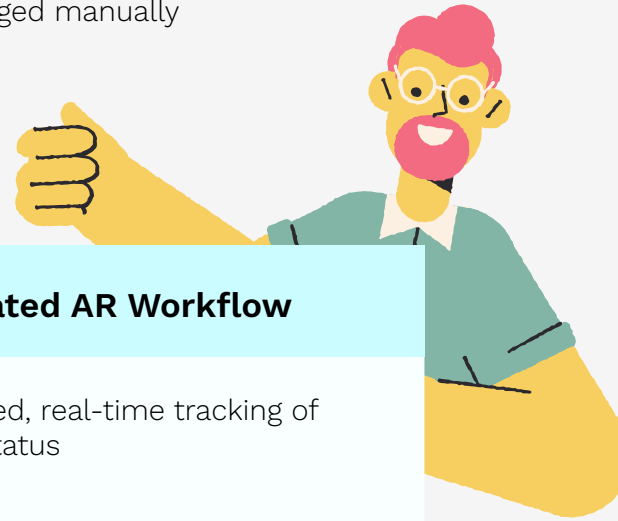 ged manually
ated AR Workflow
ed, real-time tracking of
tatus